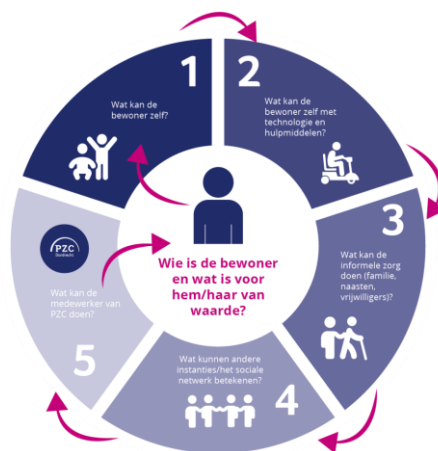 1
Wat kan de
bewoner zelf?
2
Wat kan de
bewoner zelf met
technologie en
hulpmiddelen?
3
Wat kan de
informele zorg
doen (familie,
naasten,
vrijwilligers)?
Wat kunnen andere
instanties/het sociale
netwerk betekenen?
4
PZC
Dordrecht
Wat kan de
medewerker van
PZC doen?
5
Wie is de bewoner
en wat is voor
hem/haar van
waarde?